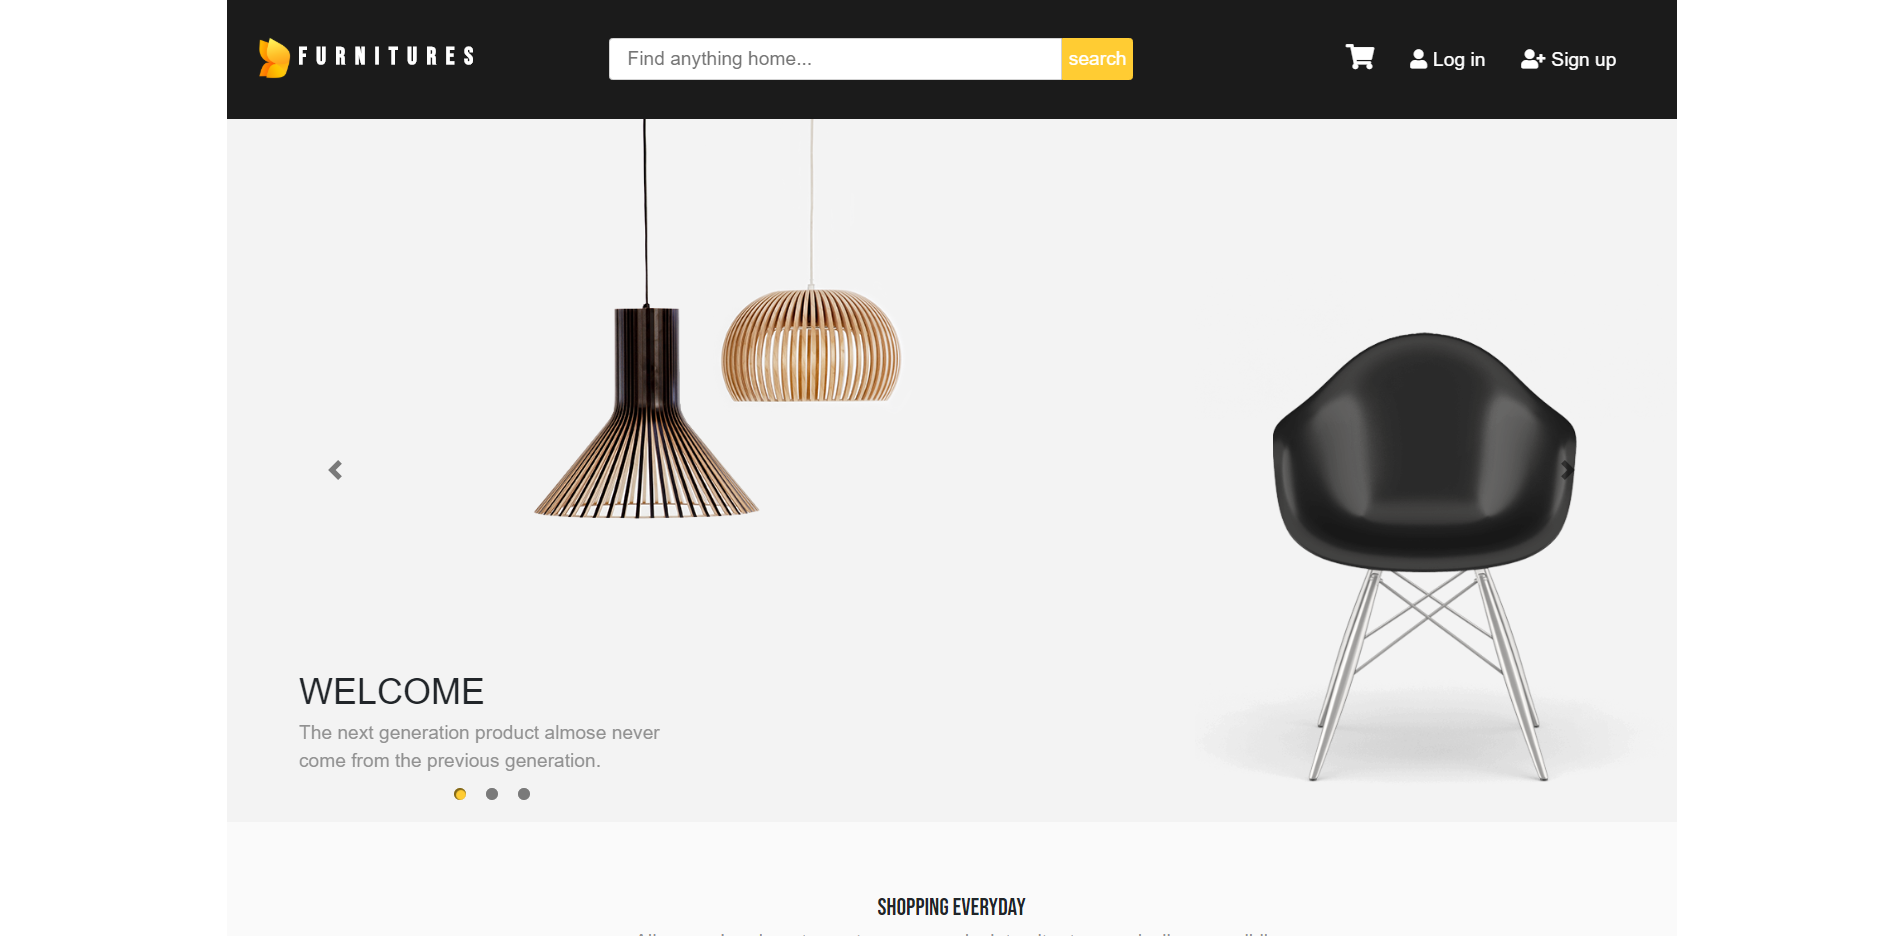 FURNITURES
Find anything home...
search
Log in
Sign up
WELCOME
The next generation product almose never
come from the previous generation.
SHOPPING EVERYDAY